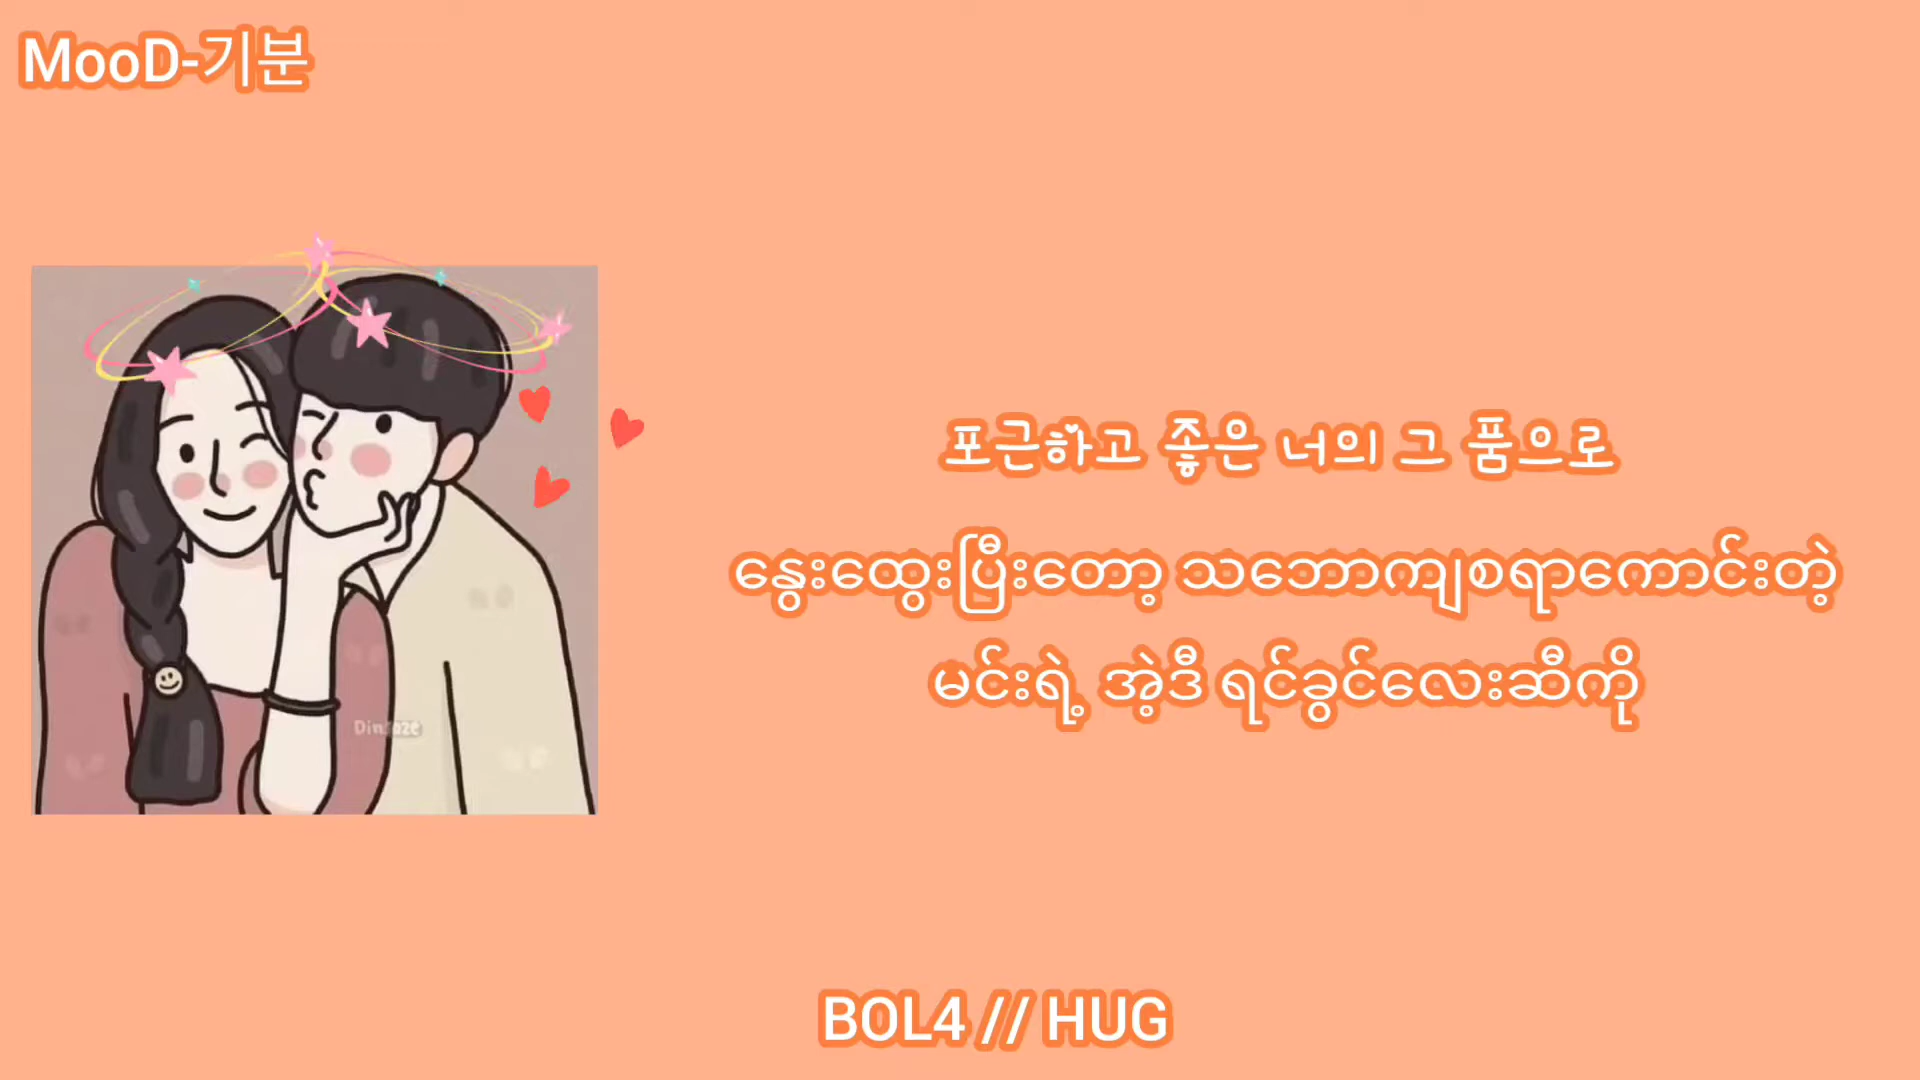 MooD-기분
포근하고 좋은 너의 그 품으로
နွေးထွေးပြီးတော့ သဘောကျစရာကောင်းတဲ့
မင်းရဲ့ အဲ့ဒီ ရင်ခွင်လေးဆီကို
BOL4 // HUG